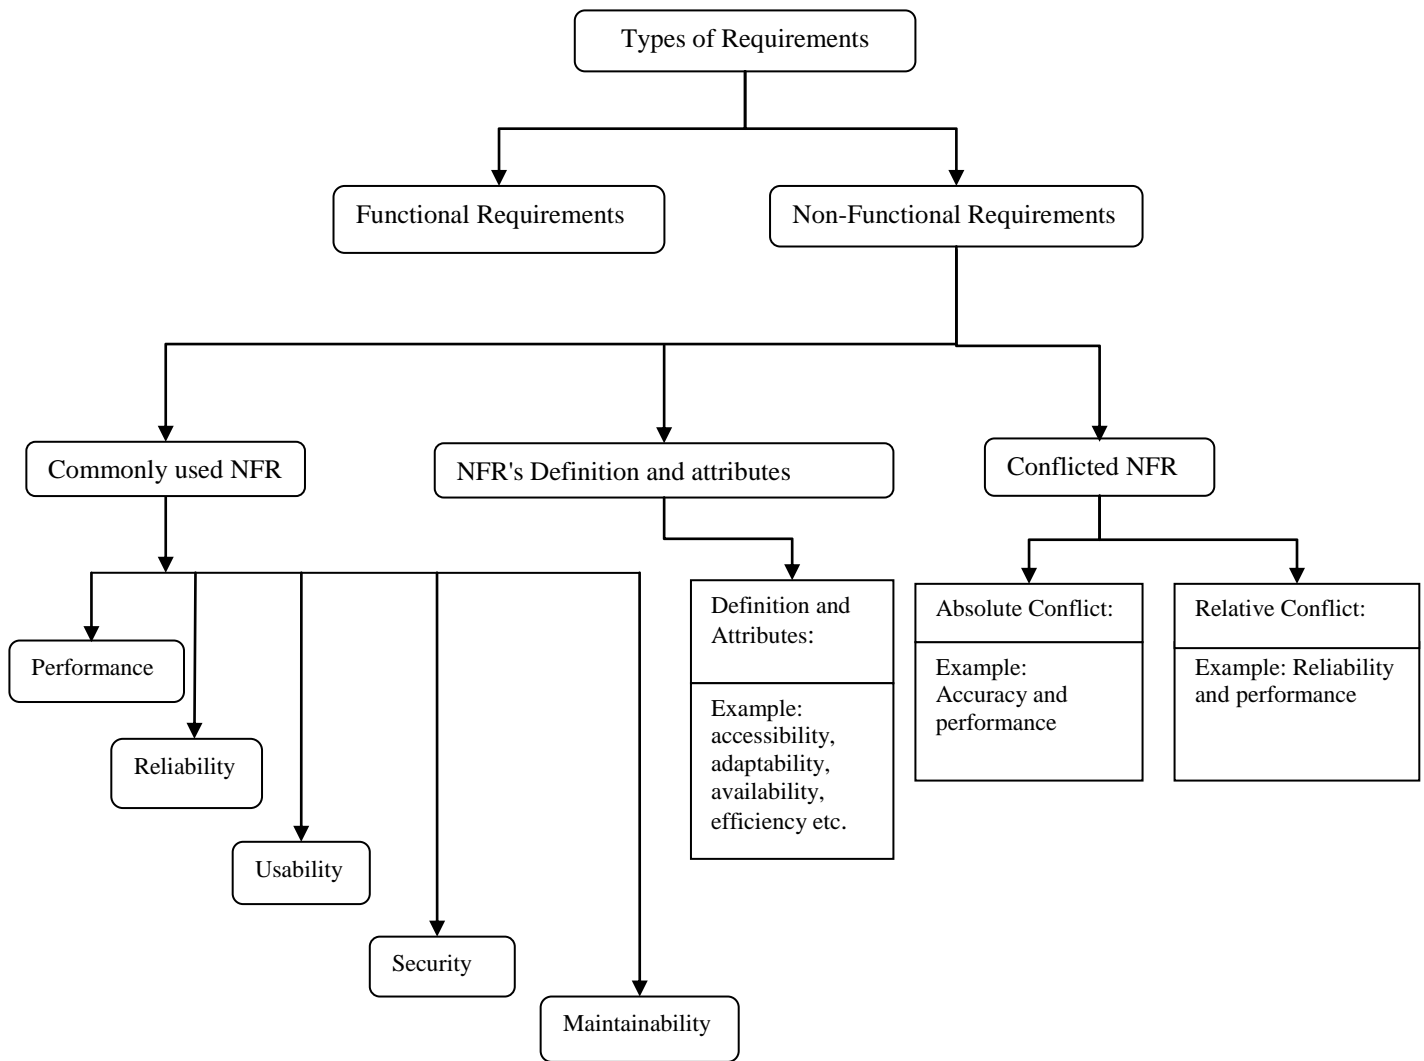 Types of Requirements
Functional Requirements
Non-Functional Requirements
Commonly used NFR
NFR's Definition and attributes
Conflicted NFR
Performance
Reliability
Usability
Security
Maintainability
Definition and
Attributes:
Example:
accessibility,
adaptability,
availability,
efficiency etc.
Absolute Conflict:
Example:
Accuracy and
performance
Relative Conflict:
Example: Reliability
and performance